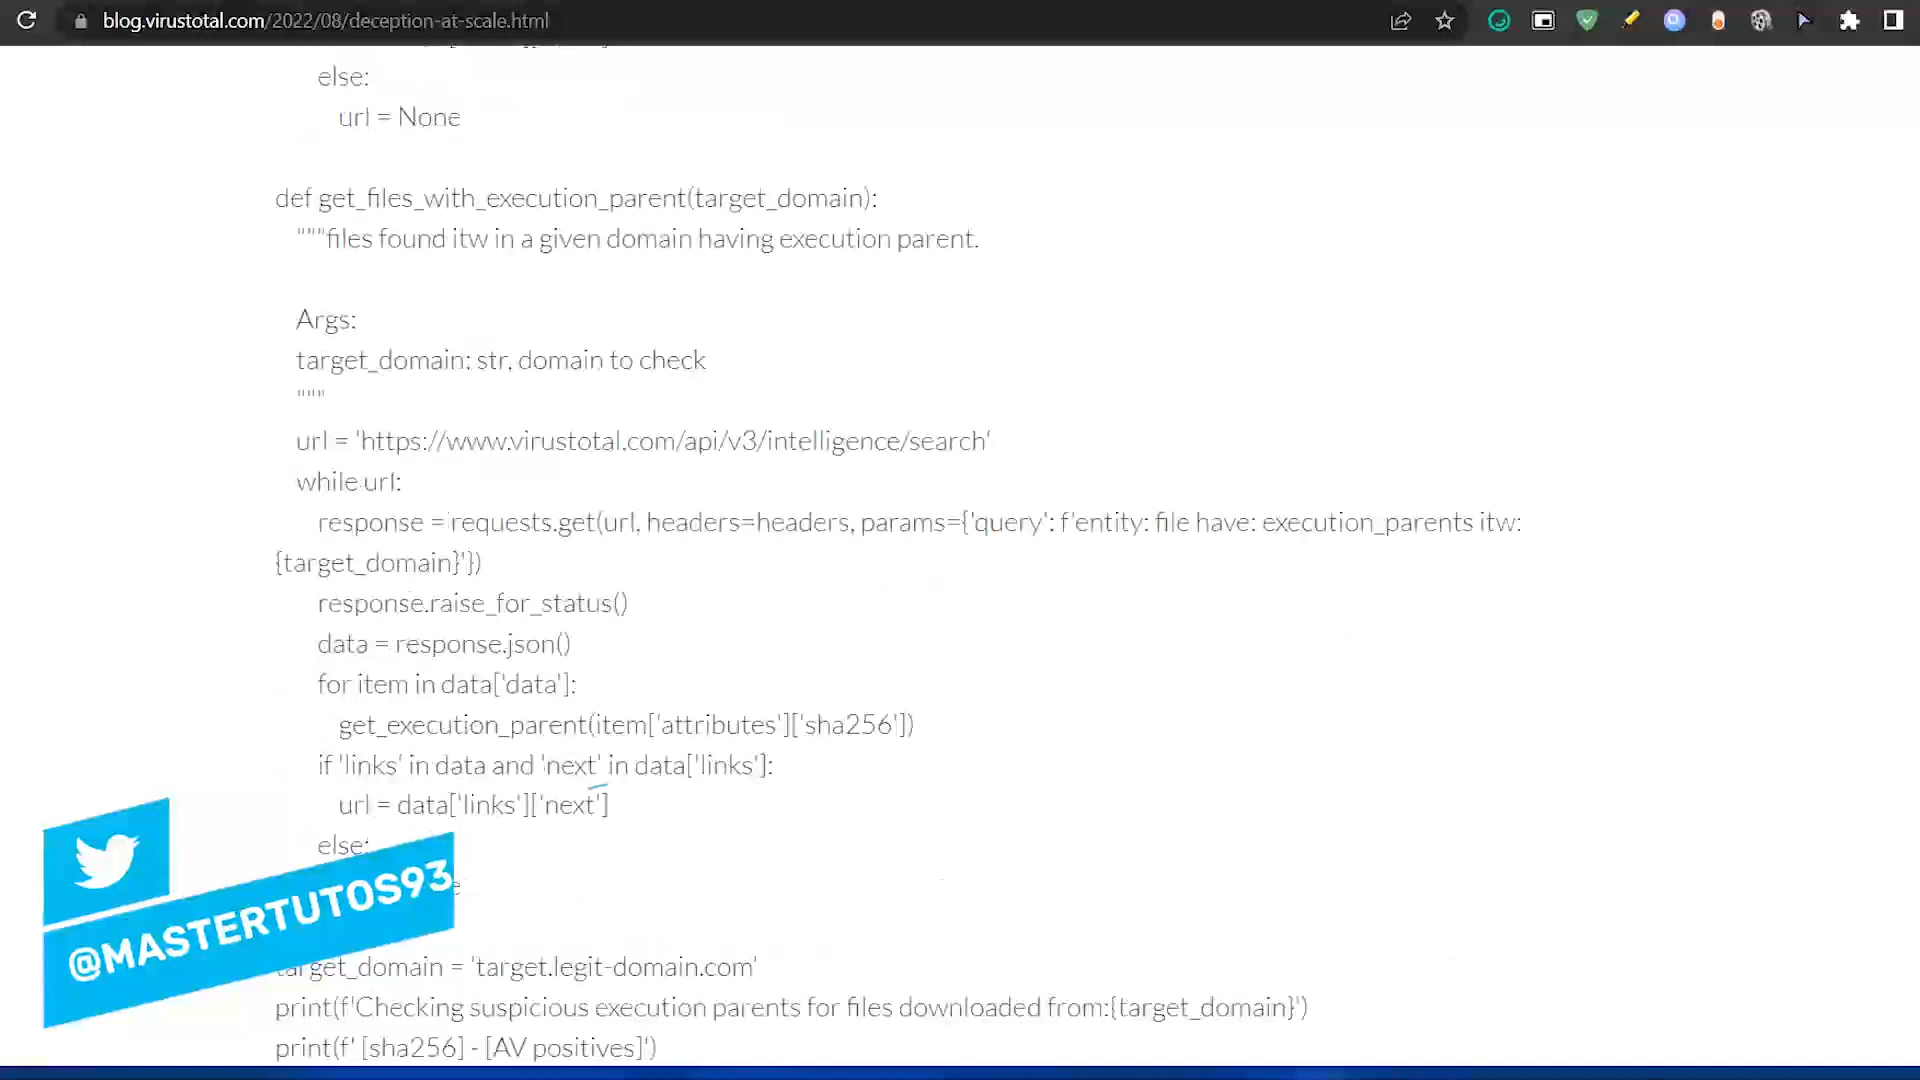 blog.virustotal.com/2022/08/deception-at-scale.html
else:
url = None
def get_files_with_execution_parent(target_domain):
"""files found itw in a given domain having execution parent.
Args:
target_domain: str, domain to check
"""
url = 'https://www.virustotal.com/api/v3/intelligence/search'
while url:
response = requests.get(url, headers=headers, params={'query': f'entity: file have: execution_parents itw:
{target_domain}'})
response.raise_for_status()
data = response.json()
for item in data['data']:
get_execution_parent(item['attributes']['sha256'])
if 'links' in data and 'next' in data['links']:
url = data['links']['next']
else:
@MASTERTUTOS93
target_domain = 'target.legit-domain.com'
print(f'Checking suspicious execution parents for files downloaded from:{target_domain}')
print(f' [sha256] - [AV positives]')